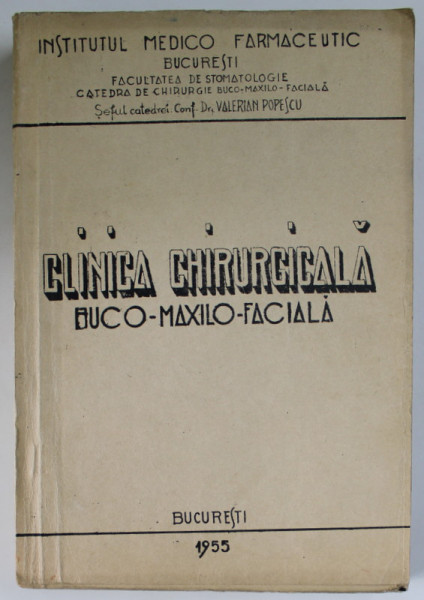 INSTITUTUL MEDICO FARMACEUTIC
BUCUREȘTI
FACULTATEA DE STOMATOLOGIE
CATEDRA DE CHIRURGIE BUCO-MAXILO-FACIALĂ
Șeful catedrei Conf. Dr. VALERIAN POPESCU
CLINICA CHIRURGICALĂ
BUCO-MAXILO-FACIALĂ
BUCUREȘTI
1955